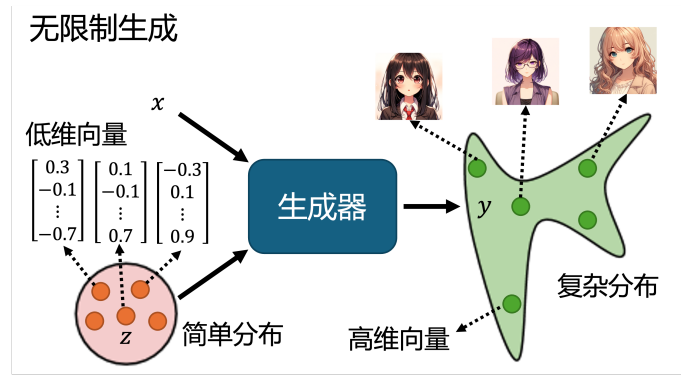 无限制生成
x
低维向量
0.3 0.1 −0.3
−0.1 −0.1 0.1
⋮ ⋮ ⋮
−0.7 0.7 0.9
生成器
y
z
简单分布
复杂分布
高维向量